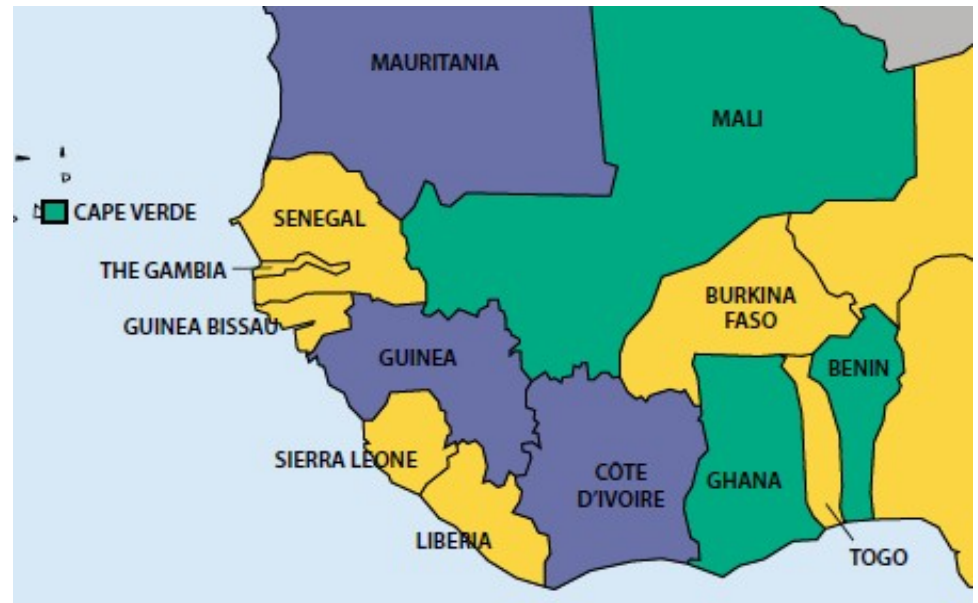 MAURITANIA
MALI
CAPE VERDE
SENEGAL
THE GAMBIA
BURKINA
FASO
GUINEA BISSAU
GUINEA
BENIN
SIERRA LEONE
CÔTE
D'IVOIRE
GHANA
LIBERIA
TOGO